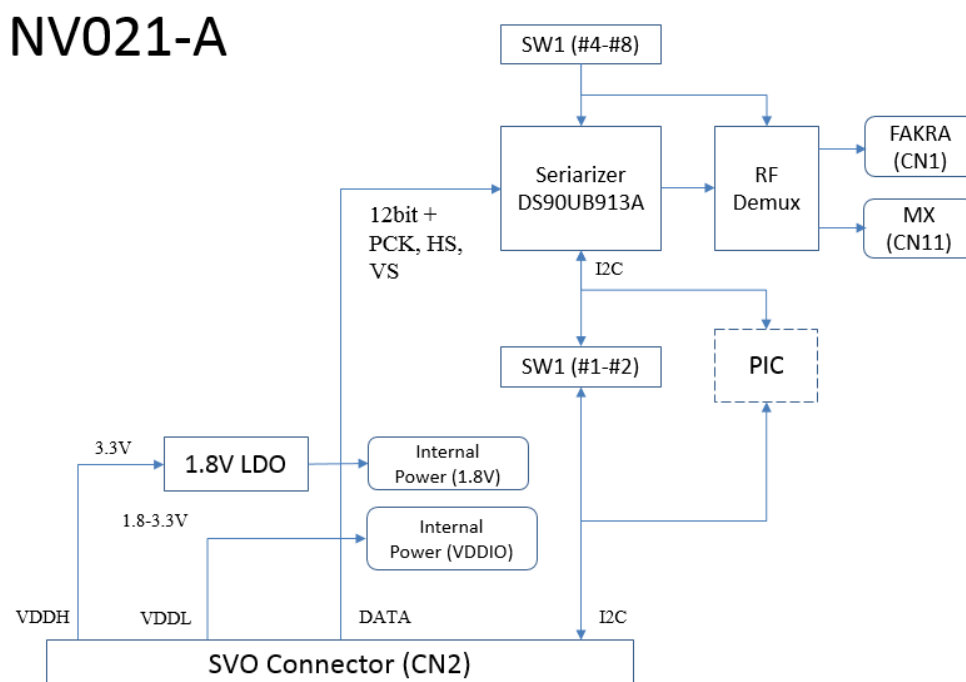 NV021-A
SW1 (#4-#8)
Seriarizer
DS90UB913A
RF
Demux
FAKRA
(CN1)
MX
(CN11)
12bit +
PCK, HS,
VS
I2C
SW1 (#1-#2)
PIC
3.3V
1.8V LDO
Internal
Power (1.8V)
1.8-3.3V
Internal
Power (VDDIO)
VDDH
VDDL
DATA
I2C
SVO Connector (CN2)